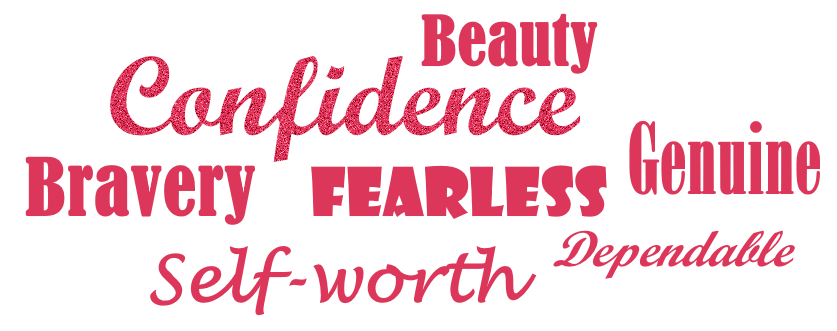 Beauty
Confidence
Genuine
Bravery
FEARLESS
Dependable
Self-worth